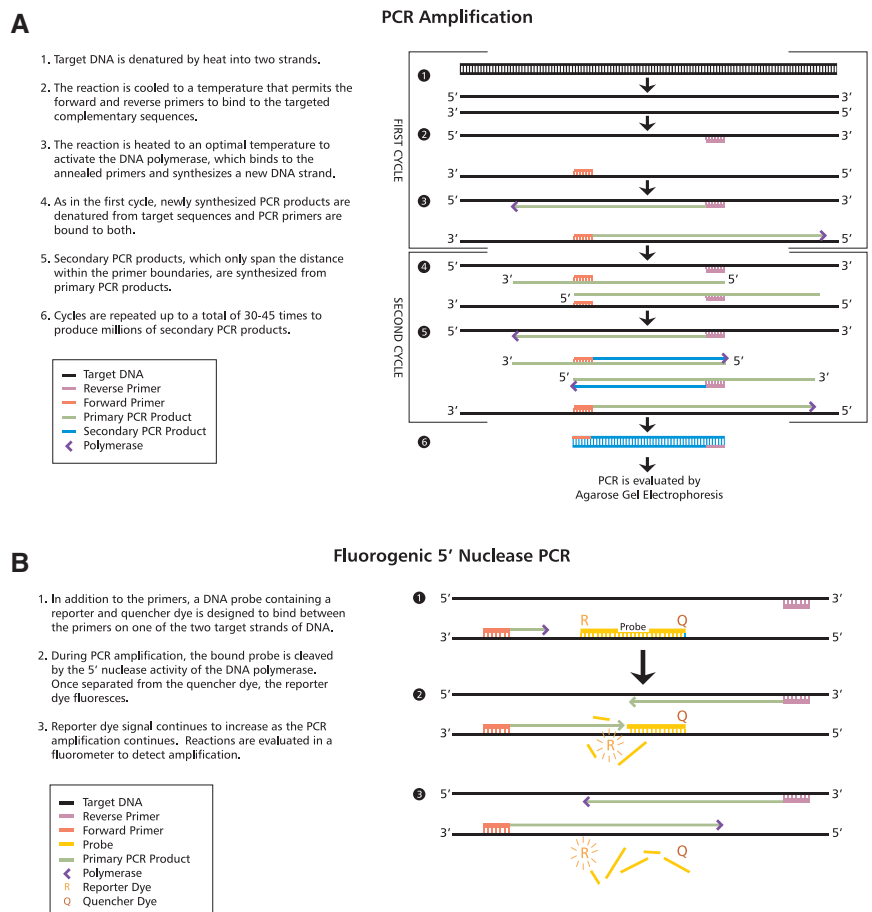 PCR Amplification
A
1. Target DNA is denatured by heat into two strands.
2. The reaction is cooled to a temperature that permits the
forward and reverse primers to bind to the targeted
complementary sequences.
3. The reaction is heated to an optimal temperature to
activate the DNA polymerase, which binds to the
annealed primers and synthesizes a new DNA strand.
4. As in the first cycle, newly synthesized PCR products are
denatured from target sequences and PCR primers are
bound to both.
5. Secondary PCR products, which only span the distance
within the primer boundaries, are synthesized from
primary PCR products.
6. Cycles are repeated up to a total of 30-45 times to
produce millions of secondary PCR products.
Target DNA
Reverse Primer
Forward Primer
Primary PCR Product
Secondary PCR Product
Polymerase
FIRST CYCLE
1
5' 3'
3' 5'
2
5' 3'
3' 5'
3
5' 3'
3' 5'
SECOND CYCLE
4
5' 3'
3' 5'
5'
3' 5'
5
5' 3'
3' 5'
5' 3'
3' 5'
6
PCR is evaluated by
Agarose Gel Electrophoresis
B
Fluorogenic 5' Nuclease PCR
1. In addition to the primers, a DNA probe containing a
reporter and quencher dye is designed to bind between
the primers on one of the two target strands of DNA.
2. During PCR amplification, the bound probe is cleaved
by the 5' nuclease activity of the DNA polymerase.
Once separated from the quencher dye, the reporter
dye fluoresces.
3. Reporter dye signal continues to increase as the PCR
amplification continues. Reactions are evaluated in a
fluorometer to detect amplification.
Target DNA
Reverse Primer
Forward Primer
Probe
Primary PCR Product
Polymerase
R Reporter Dye
Q Quencher Dye
1
5' 3'
R Probe Q
3' 5'
2
5' 3'
Q
3' 5'
R
3
5' 3'
3' 5'
R Q